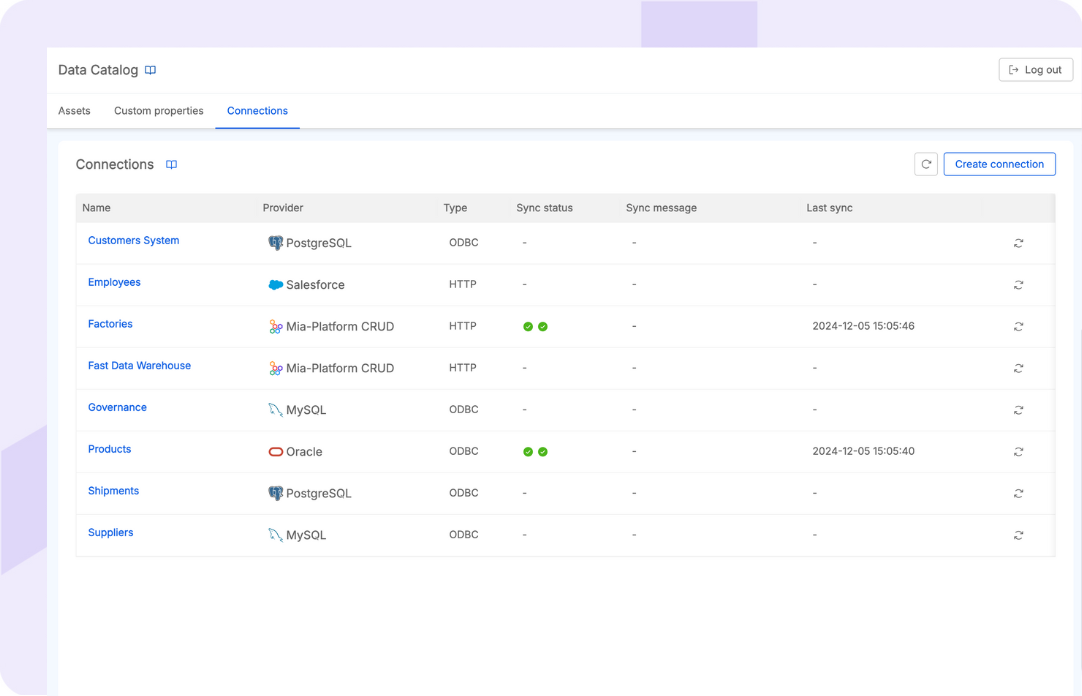 Data Catalog
Log out
Assets Custom properties Connections
Connections
Create connection
Name Provider Type Sync status Sync message Last sync
Customers System PostgreSQL ODBC - - -
Employees Salesforce HTTP - - -
Factories Mia-Platform CRUD HTTP - 2024-12-05 15:05:46
Fast Data Warehouse Mia-Platform CRUD HTTP - - -
Governance MySQL ODBC - - -
Products Oracle ODBC - 2024-12-05 15:05:40
Shipments PostgreSQL ODBC - - -
Suppliers MySQL ODBC - - -